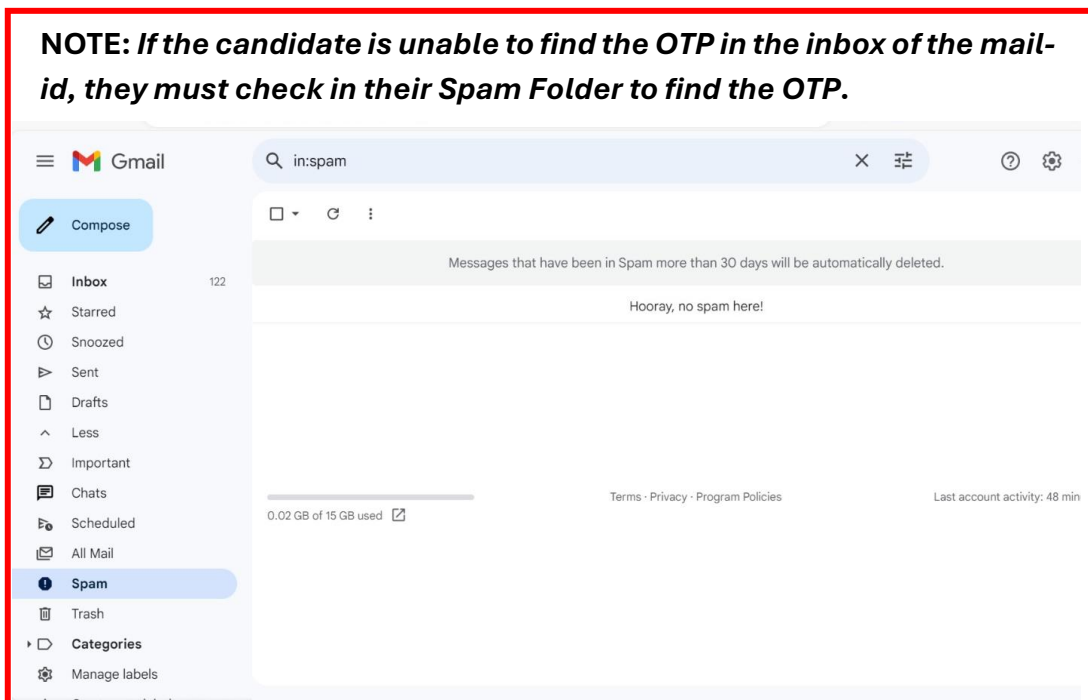 NOTE: If the candidate is unable to find the OTP in the inbox of the mail-
id, they must check in their Spam Folder to find the OTP.
Gmail
in:spam
Compose
Messages that have been in Spam more than 30 days will be automatically deleted.
Inbox 122
Hooray, no spam here!
Starred
Snoozed
Sent
Drafts
Less
Important
Chats
Terms · Privacy · Program Policies
Last account activity: 48 min
0.02 GB of 15 GB used
Scheduled
All Mail
Spam
Trash
Categories
Manage labels